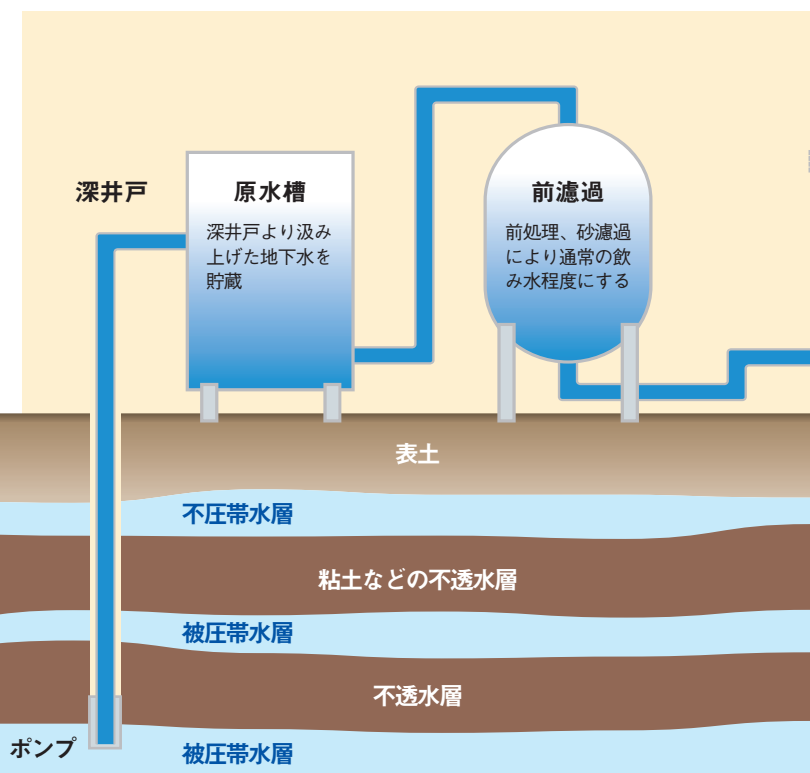 深井戸
原水槽
深井戸より汲み
上げた地下水を
貯蔵
前濾過
前処理、砂濾過
により通常の飲
み水程度にする
表土
不圧帯水層
粘土などの不透水層
被圧帯水層
不透水層
ポンプ
被圧帯水層